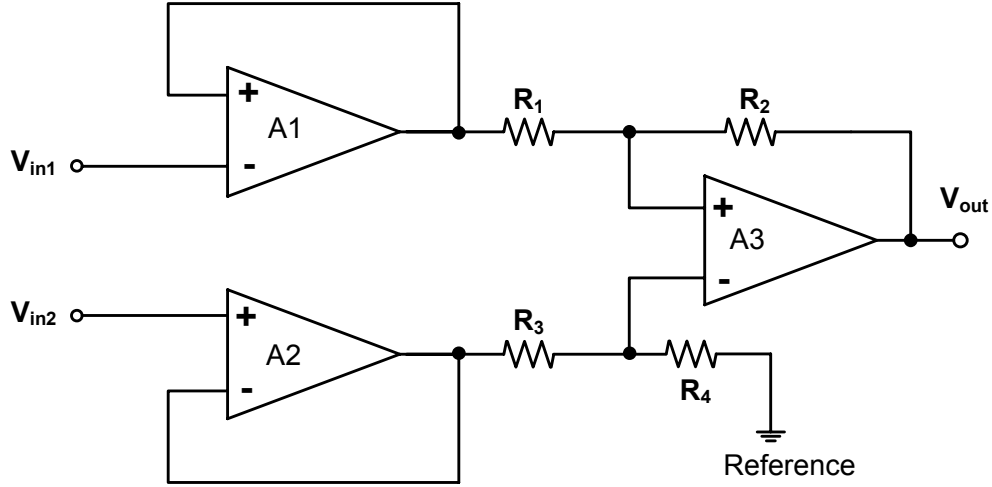 R₁
R₂
+
A1
-
Vin1
Vout
+
A3
-
Vin2
+
A2
-
R₃
R₄
Reference